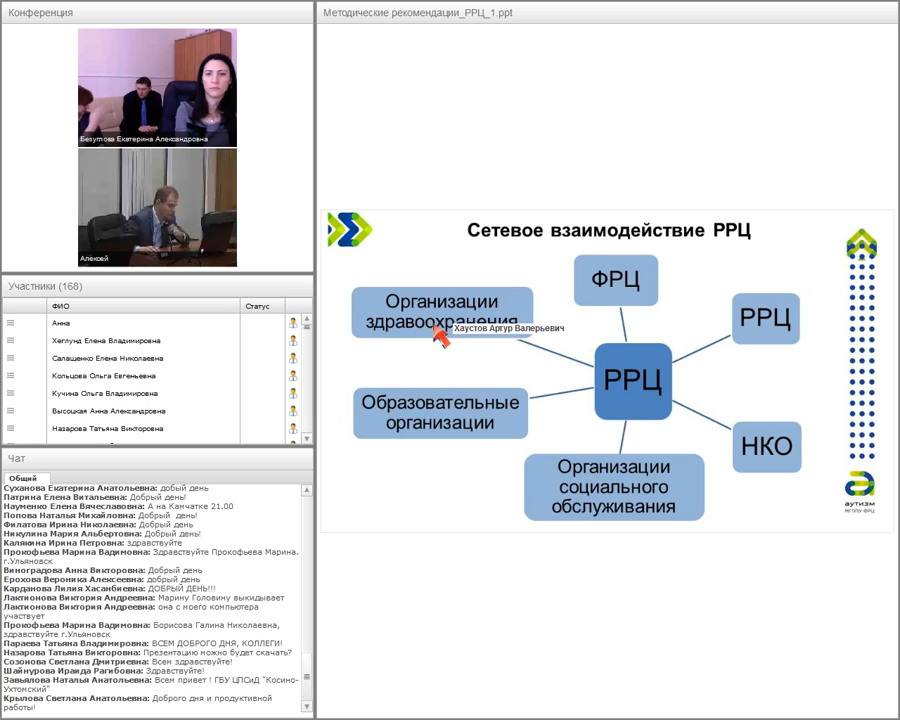 Конференция
Безуглова Екатерина Александровна
Алексей
Участники (168)
ФИО
Статус
Анна
Хеглунд Елена Владимировна
Салащенко Елена Николаевна
Кольцова Ольга Евгеньевна
Кучина Ольга Владимировна
Высоцкая Анна Александровна
Назарова Татьяна Викторовна
Чат
Общий
Суханова Екатерина Анатольевна: добый день
Патрина Елена Витальевна: Добрый день!
Науменко Елена Вячеславовна: А на Камчатке 21.00
Попова Наталья Михайловна: Добрый день!
Филатова Ирина Николаевна: Добрый день
Никулина Мария Альбертовна: Добрый день!
Калякина Ирина Петровна: здравствуйте
Прокофьева Марина Вадимовна: Здравствуйте Прокофьева Марина.
г.Ульяновск
Виноградова Анна Викторовна: Добрый день
Ерохова Вероника Алексеевна: добрый день
Карданова Лилия Хасанбиевна: ДОБРЫЙ ДЕНЬ!!!
Лактионова Виктория Андреевна: Марину Головину выкидывает
Лактионова Виктория Андреевна: она с моего компьютера
участвует
Прокофьева Марина Вадимовна: Борисова Галина Николаевна,
здравствуйте г.Ульяновск
Параева Татьяна Владимировна: ВСЕМ ДОБРОГО ДНЯ, КОЛЛЕГИ!
Назарова Татьяна Викторовна: Презентацию можно будет скачать?
Созонова Светлана Дмитриевна: Всем здравствуйте!
Шайнурова Ираида Рагибовна: Здравствуйте!
Завьялова Наталья Анатольевна: Всем привет ! ГБУ ЦПСиД "Косино-
Ухтомский"
Крылова Светлана Анатольевна: Доброго дня и продуктивной
работы!
Методические рекомендации_РРЦ_1.ppt
Сетевое взаимодействие РРЦ
ФРЦ
Организации
здравоохранения
Хаустов Артур Валерьевич
РРЦ
РРЦ
Образовательные
организации
НКО
Организации
социального
обслуживания
аутизм
МГППУ ФРЦ